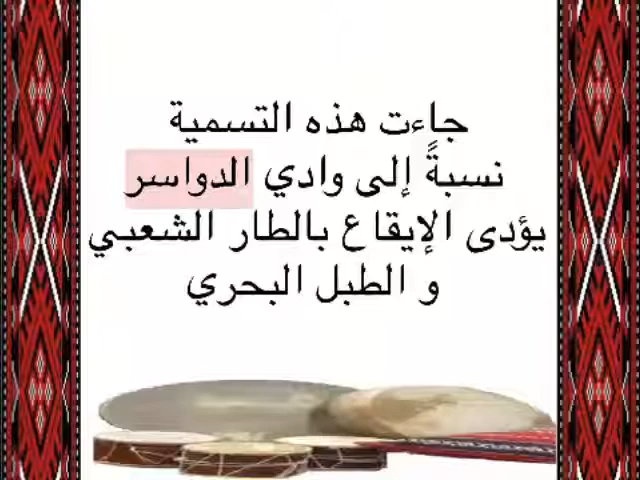 جاءت هذه التسمية
نسبةً إلى وادي الدواسر
يؤدى الإيقاع بالطار الشعبي
و الطبل البحري